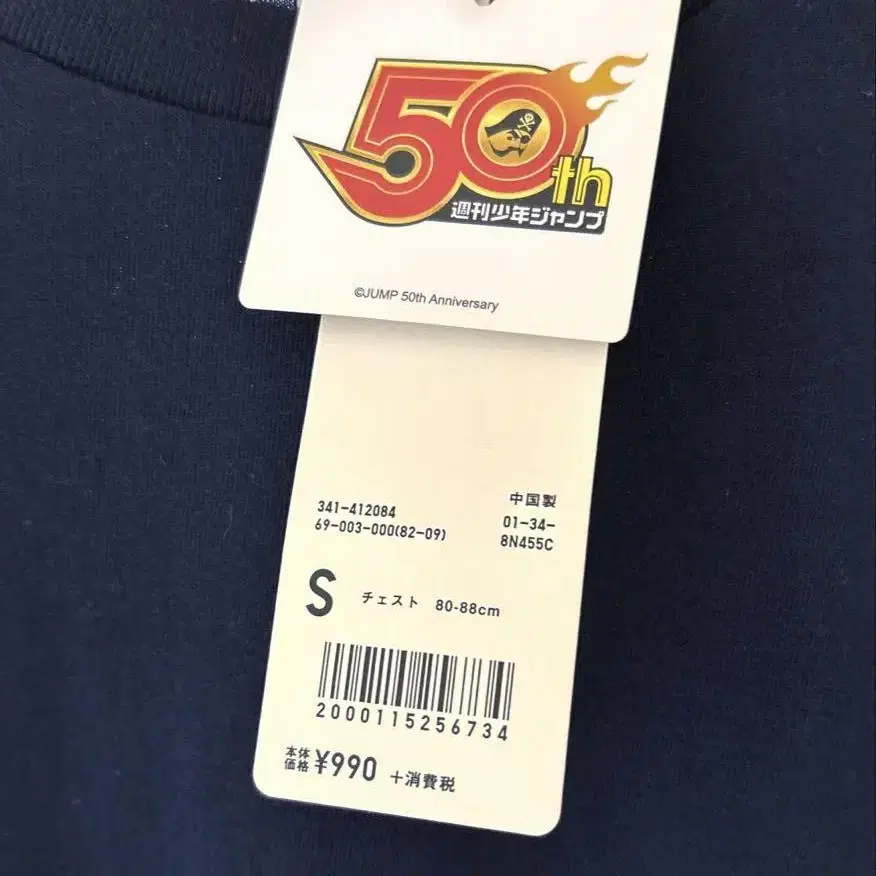 50th
週刊少年ジャンプ
©JUMP 50th Anniversary
341-412084
69-003-000(82-09)
中国製
01-34-
8N455C
S チェスト 80-88cm
2000115256734
本体
価格 ¥990 +消費税